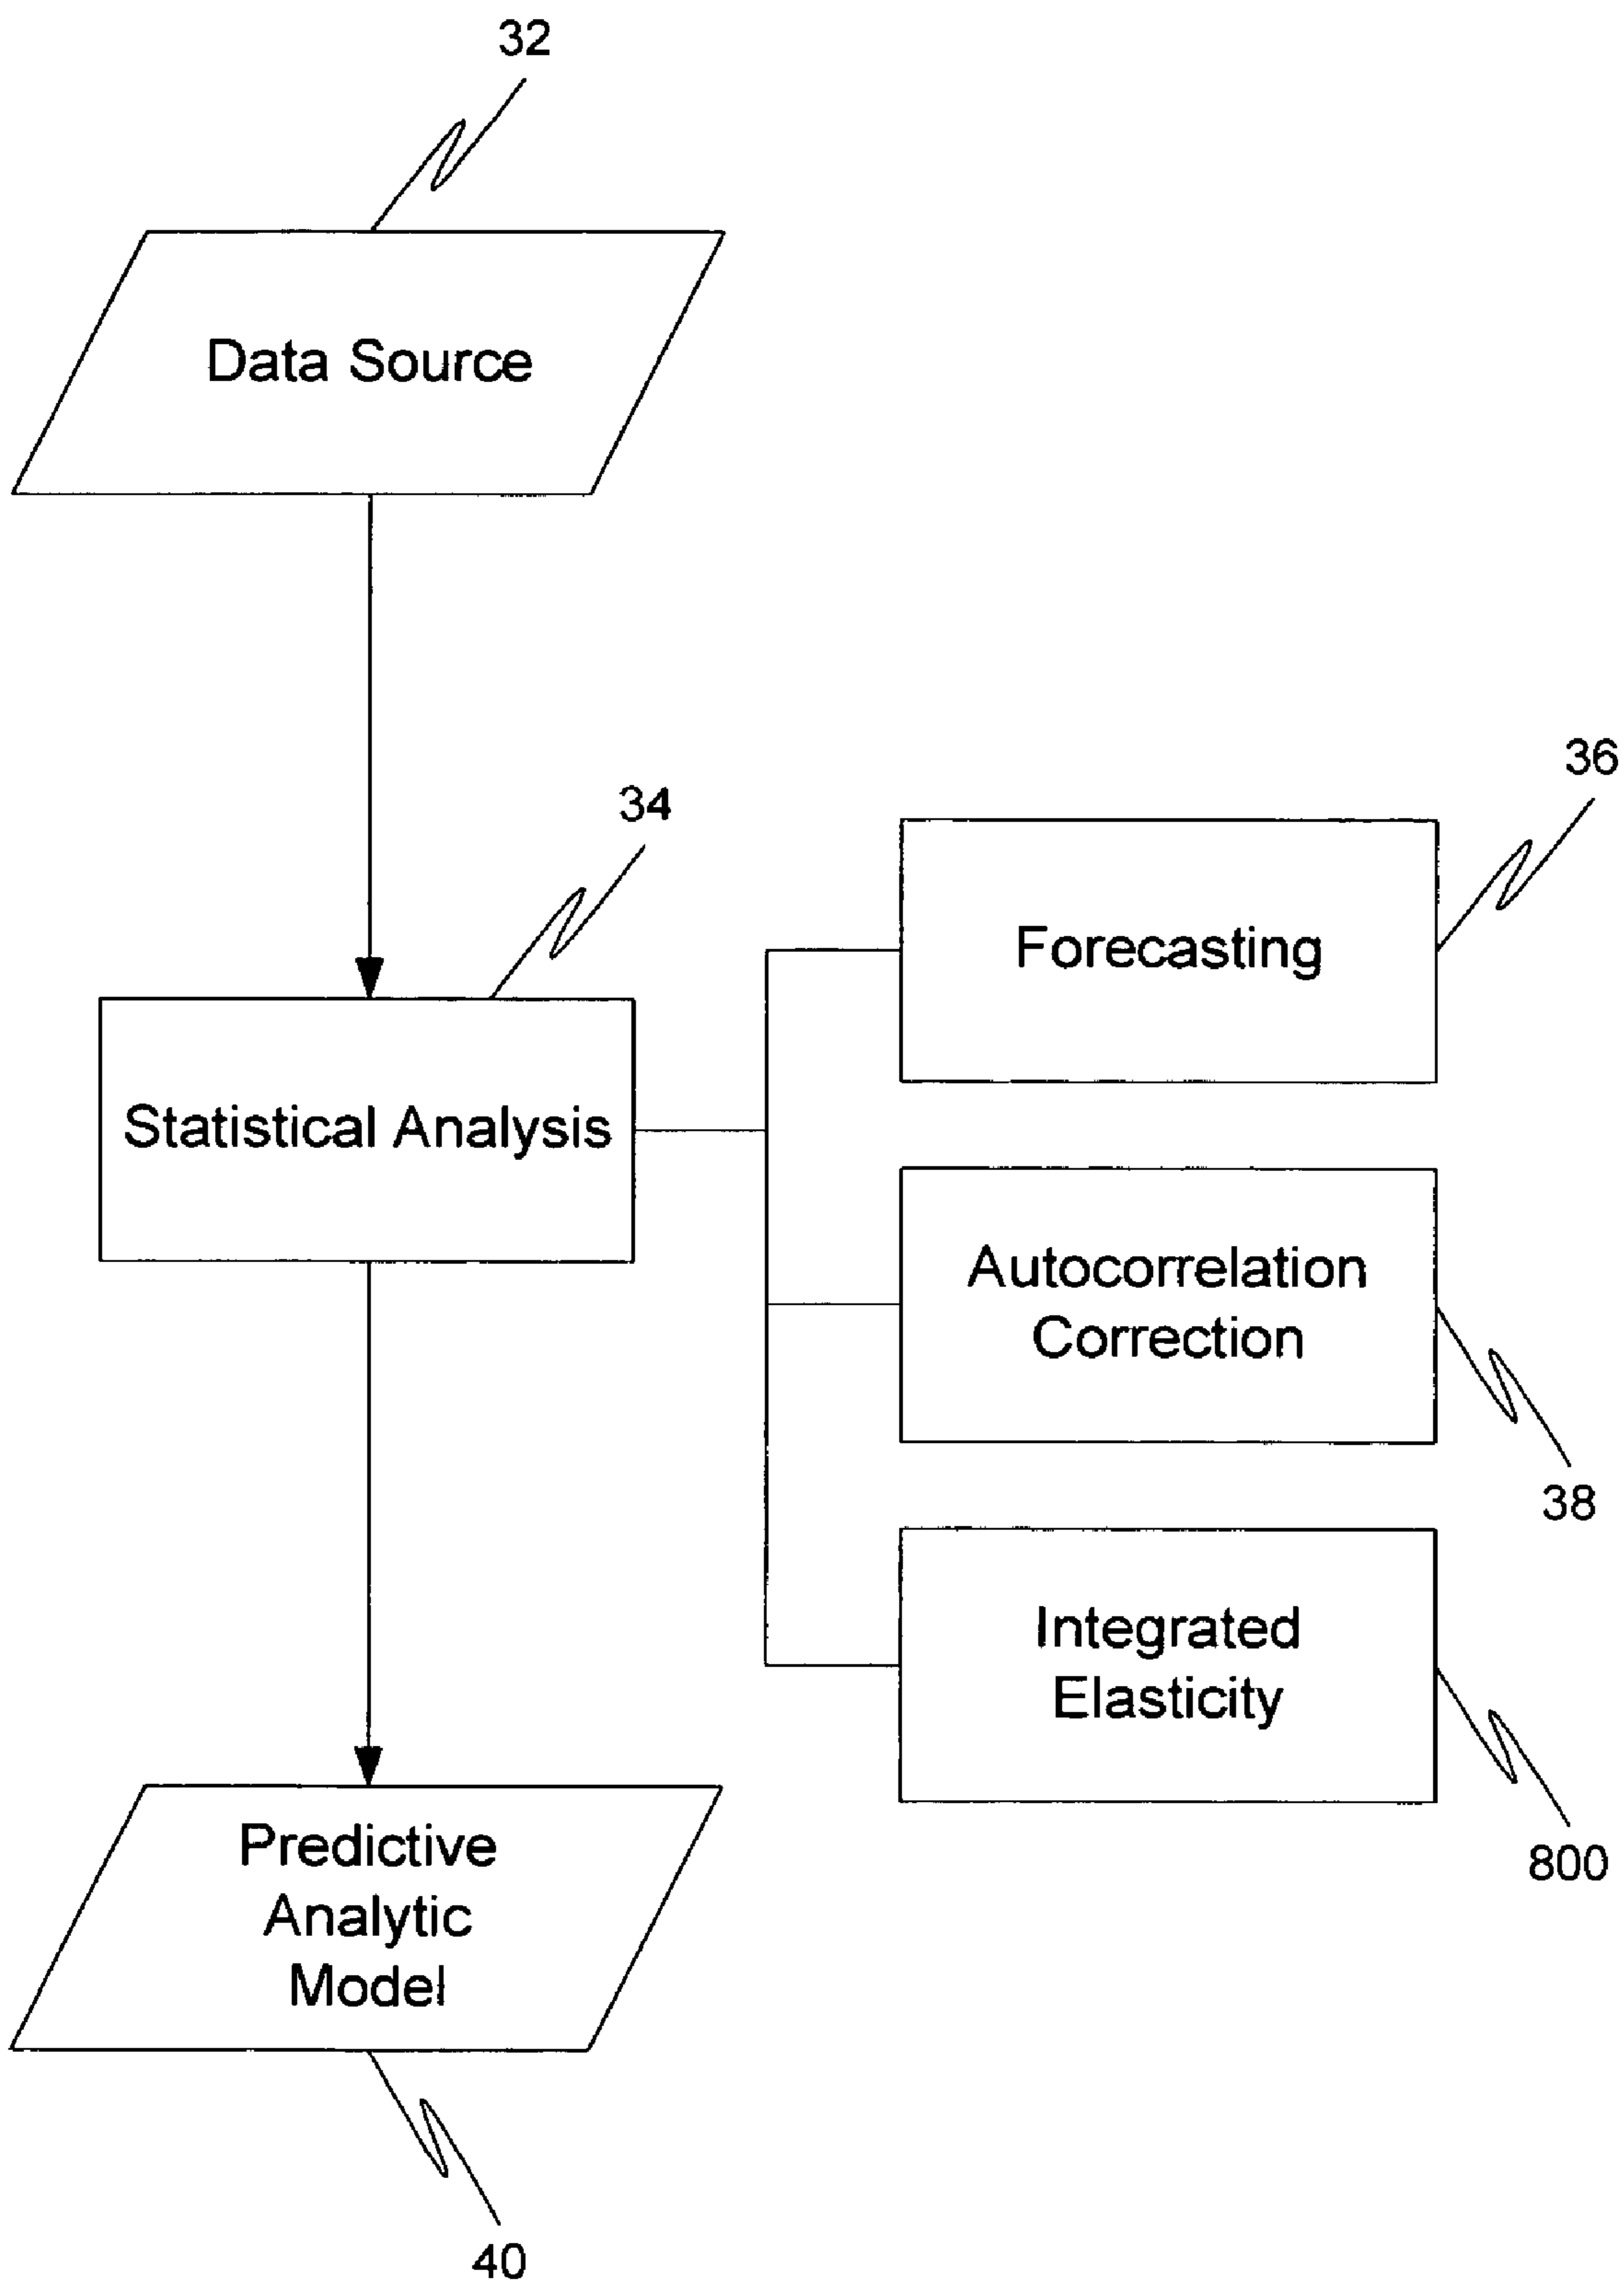 32
Data Source
34
Statistical Analysis
36
Forecasting
Autocorrelation
Correction
38
Integrated
Elasticity
800
Predictive
Analytic
Model
40